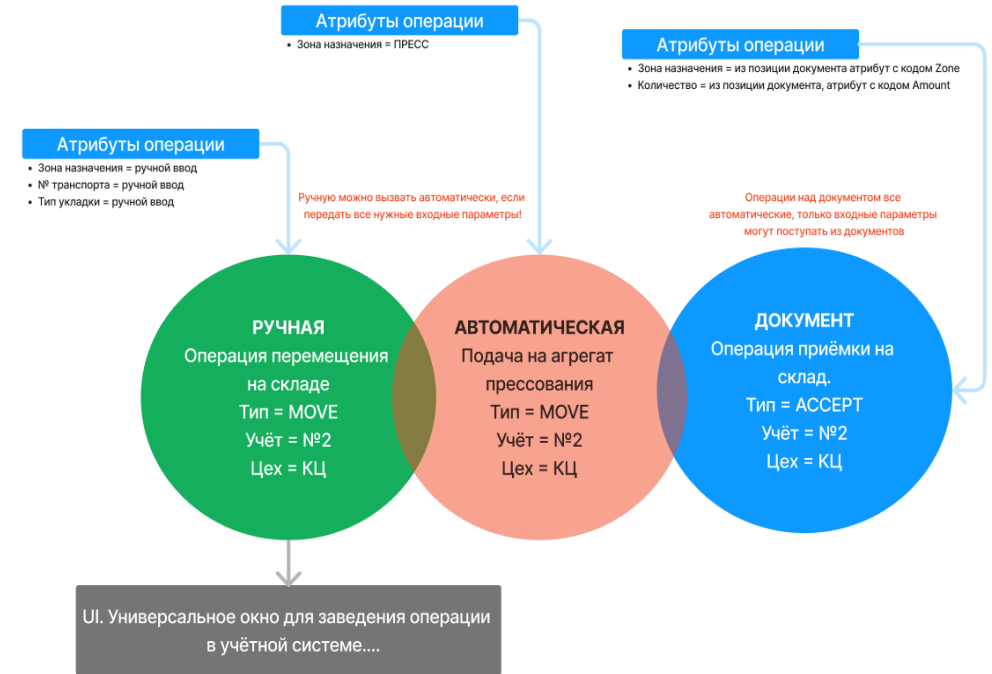 Атрибуты операции
• Зона назначения = ПРЕСС
Атрибуты операции
• Зона назначения = из позиции документа атрибут с кодом Zone
• Количество = из позиции документа, атрибут с кодом Amount
Атрибуты операции
• Зона назначения = ручной ввод
• № транспорта = ручной ввод
• Тип укладки = ручной ввод
Ручную можно вызвать автоматически, если
передать все нужные входные параметры!
Операции над документом все
автоматические, только входные параметры
могут поступать из документов
РУЧНАЯ
Операция перемещения
на складе
Тип = MOVE
Учёт = №2
Цех = КЦ
АВТОМАТИЧЕСКАЯ
Подача на агрегат
прессования
Тип = MOVE
Учёт = №2
Цех = КЦ
ДОКУМЕНТ
Операция приёмки на
склад.
Тип = ACCEPT
Учёт = №2
Цех = КЦ
UI. Универсальное окно для заведения операции
в учётной системе....